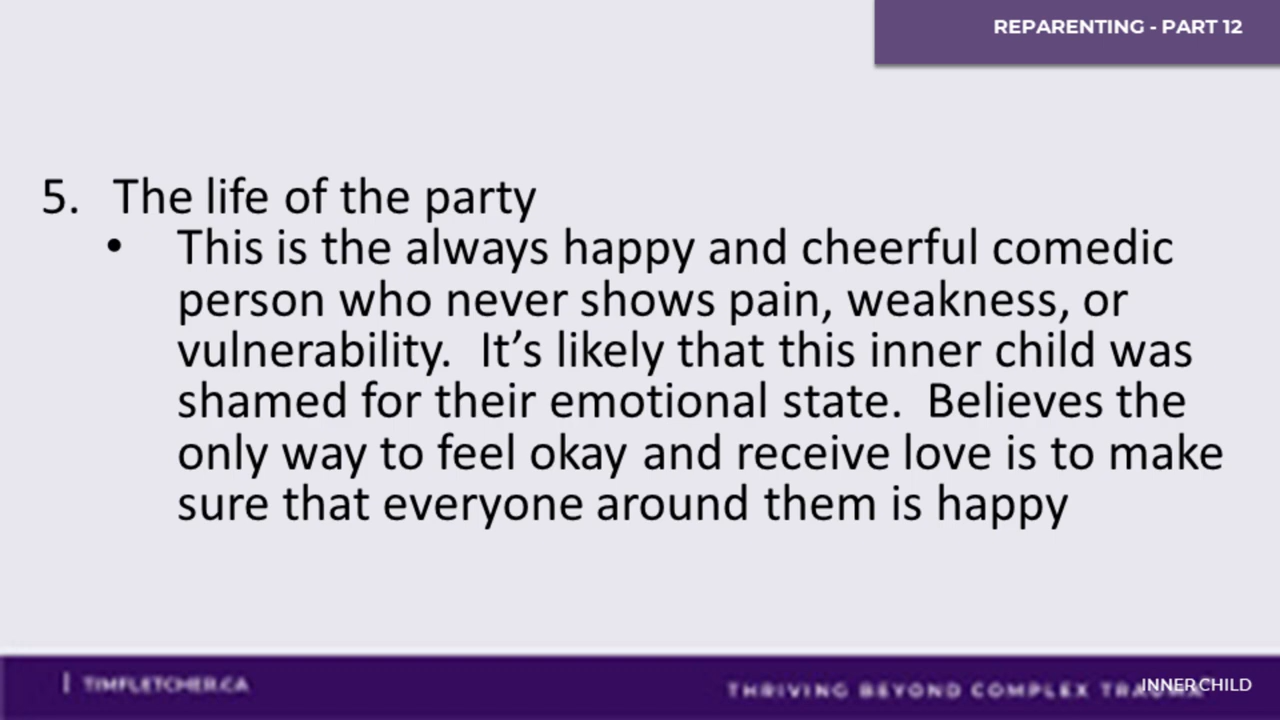 REPARENTING - PART 12
5. The life of the party
• This is the always happy and cheerful comedic
person who never shows pain, weakness, or
vulnerability.  It’s likely that this inner child was
shamed for their emotional state.  Believes the
only way to feel okay and receive love is to make
sure that everyone around them is happy
| TIMFLETCHER.CA
THRIVING BEYOND COMPLEX
INNER CHILD